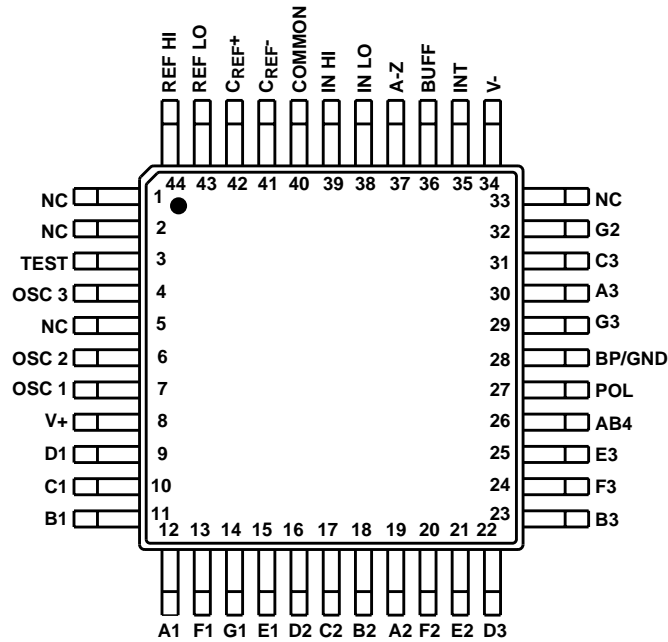 REF HI
REF LO
CREF+
CREF-
COMMON
IN HI
IN LO
A-Z
BUFF
INT
V-
44 43 42 41 40 39 38 37 36 35 34
NC 1 33 NC
NC 2 32 G2
TEST 3 31 C3
OSC 3 4 30 A3
NC 5 29 G3
OSC 2 6 28 BP/GND
OSC 1 7 27 POL
V+ 8 26 AB4
D1 9 25 E3
C1 10 24 F3
B1 11 23 B3
12 13 14 15 16 17 18 19 20 21 22
A1 F1 G1 E1 D2 C2 B2 A2 F2 E2 D3